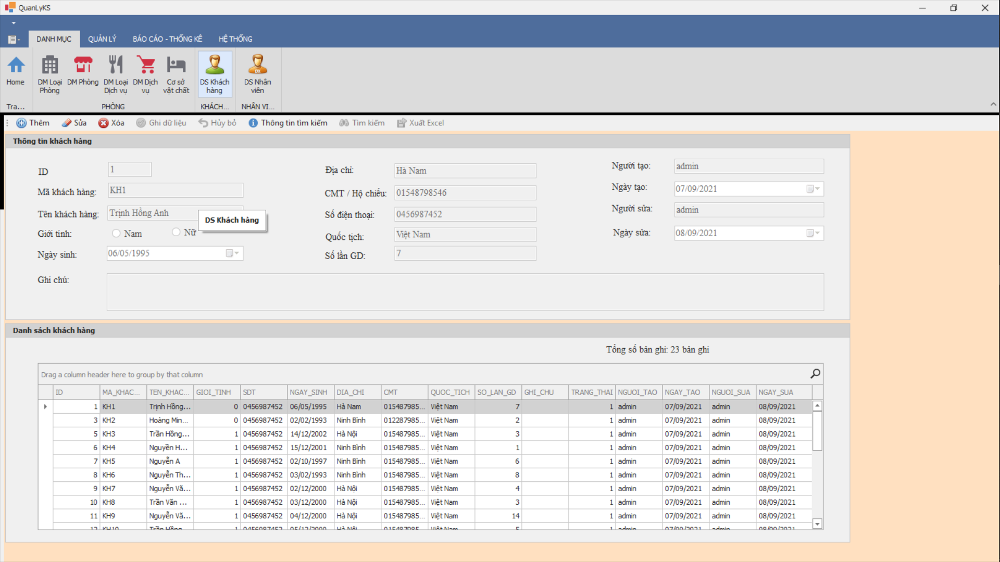 QuanLyKS
DANH MỤC QUẢN LÝ BÁO CÁO - THỐNG KÊ HỆ THỐNG
Home DM Loại Phòng DM Phòng DM Loại Dịch vụ DM Dịch vụ Cơ sở vật chất DS Khách hàng DS Nhân viên
Tra... PHÒNG KHÁCH... NHÂN VI...
Thêm Sửa Xóa Ghi dữ liệu Hủy bỏ Thông tin tìm kiếm Tìm kiếm Xuất Excel
Thông tin khách hàng
ID 1
Mã khách hàng: KH1
Tên khách hàng: Trịnh Hồng Anh
DS Khách hàng
Giới tính: Nam Nữ
Ngày sinh: 06/05/1995
Địa chỉ: Hà Nam
CMT / Hộ chiếu: 01548798546
Số điện thoại: 0456987452
Quốc tịch: Việt Nam
Số lần GD: 7
Người tạo: admin
Ngày tạo: 07/09/2021
Người sửa: admin
Ngày sửa: 08/09/2021
Ghi chú:
Danh sách khách hàng
Tổng số bản ghi: 23 bản ghi
Drag a column header here to group by that column
ID MA_KHAC... TEN_KHAC... GIOI_TINH SDT NGAY_SINH DIA_CHI CMT QUOC_TICH SO_LAN_GD GHI_CHU TRANG_THAI NGUOI_TAO NGAY_TAO NGUOI_SUA NGAY_SUA
1 KH1 Trịnh Hồng... 0 0456987452 06/05/1995 Hà Nam 015487985... Việt Nam 7 1 admin 07/09/2021 admin 08/09/2021
3 KH2 Hoàng Min... 0 0456987452 02/02/1993 Ninh Bình 012287985... Việt Nam 2 1 admin 07/09/2021 admin 08/09/2021
5 KH3 Trần Hồng... 1 0456987452 14/12/2002 Hà Nội 015487985... Việt Nam 3 1 admin 07/09/2021 admin 08/09/2021
6 KH4 Nguyễn H... 1 0456987452 15/12/2001 Ninh Bình 015487985... Việt Nam 1 1 admin 07/09/2021 admin 08/09/2021
7 KH5 Nguyễn A 1 0456987452 02/10/1997 Ninh Bình 015487985... Việt Nam 6 1 admin 07/09/2021 admin 08/09/2021
8 KH6 Nguyễn Th... 1 0456987452 03/02/1993 Ninh Bình 015487985... Việt Nam 8 1 admin 07/09/2021 admin 08/09/2021
9 KH7 Nguyễn Vă... 1 0456987452 02/12/2000 Hà Nội 015487985... Việt Nam 4 1 admin 07/09/2021 admin 08/09/2021
10 KH8 Trần Văn ... 1 0456987452 03/12/2000 Hà Nội 015487985... Việt Nam 3 1 admin 07/09/2021 admin 08/09/2021
11 KH9 Nguyễn Vă... 1 0456987452 04/12/2000 Hà Nội 015487985... Việt Nam 14 1 admin 07/09/2021 admin 08/09/2021
12 KH10 Trần Hồng... 1 0456987452 05/12/2000 Hà Nội 015487985... Việt Nam 5 1 admin 07/09/2021 admin 08/09/2021